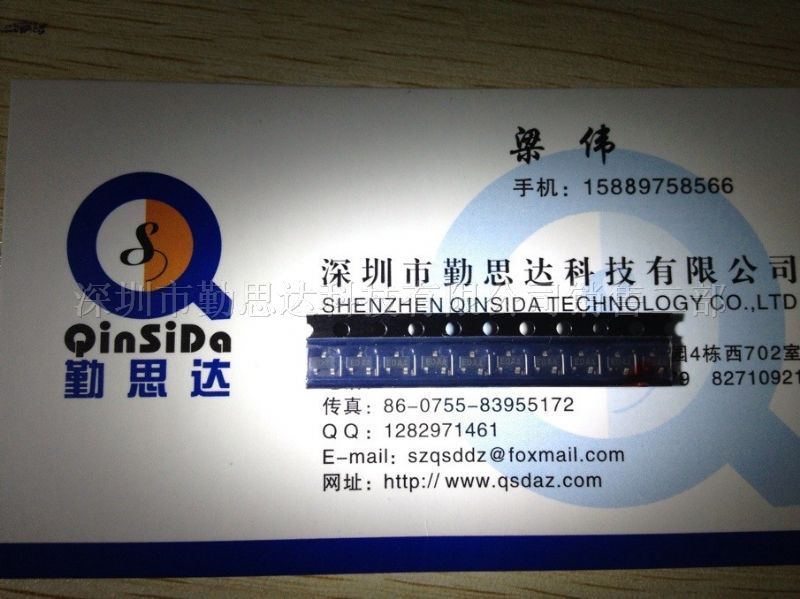 梁伟
手机：15889758566
深圳市勤思达科技有限公司
SHENZHEN QINSIDA TECHNOLOGY CO.,LTD
QinSiDa
勤思达
4栋西702室
82710921
传真：86-0755-83955172
QQ：1282971461
E-mail：szqsddz@foxmail.com
网址：http:// www.qsdaz.com